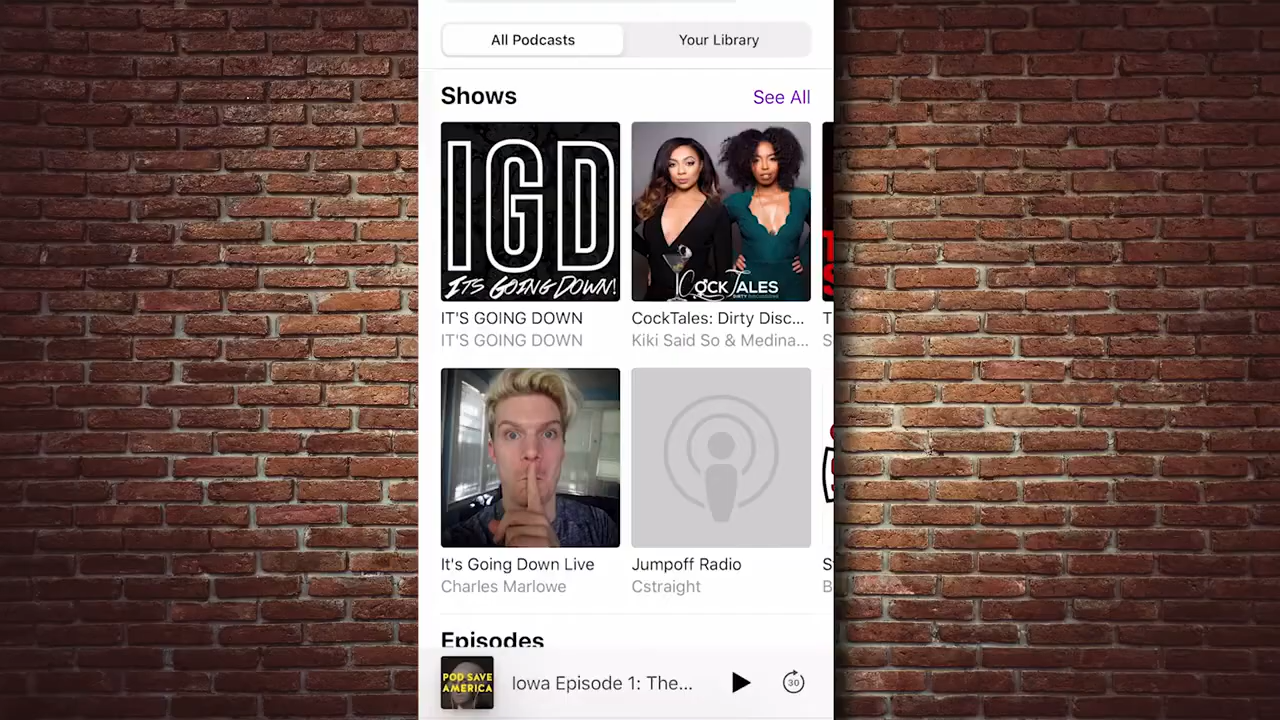 All Podcasts
Your Library
Shows
See All
IGD
ITS GOING DOWN!
COCKTALES
IT'S GOING DOWN
CockTales: Dirty Disc...
IT'S GOING DOWN
Kiki Said So & Medina...
It's Going Down Live
Jumpoff Radio
Charles Marlowe
Cstraight
Episodes
POD SAVE
AMERICA
Iowa Episode 1: The...
30